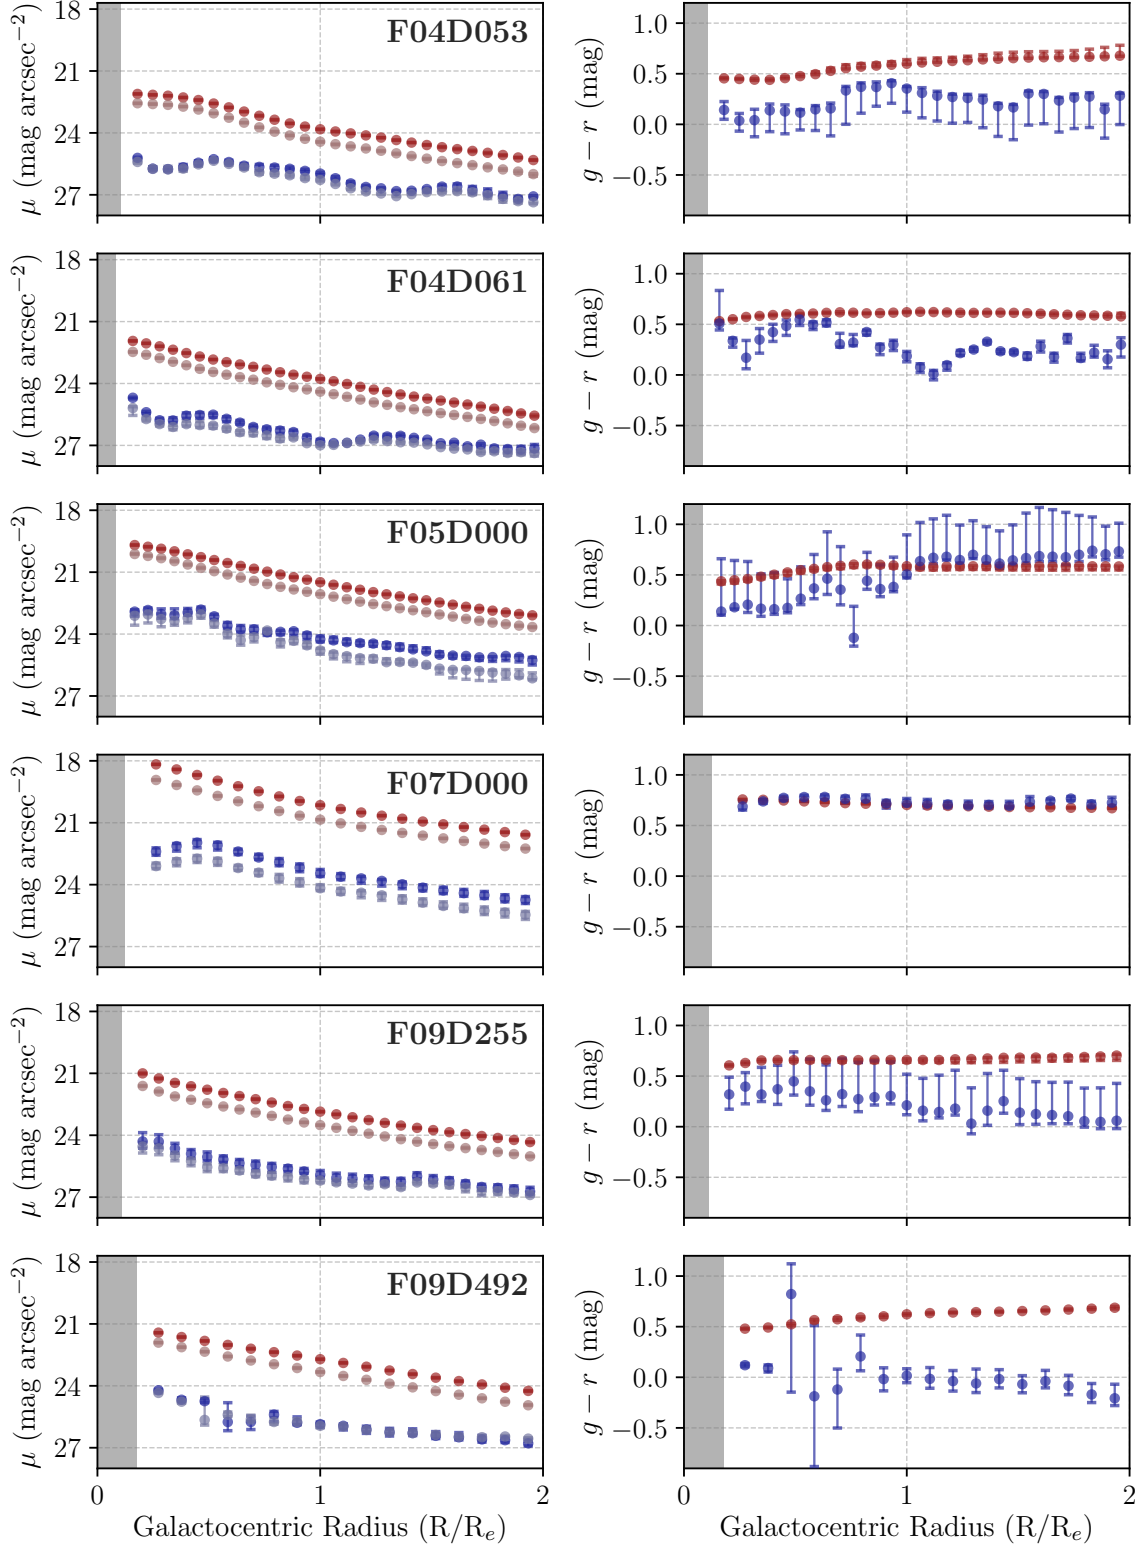 F04D053
μ (mag arcsec⁻²)
18
21
24
27
g − r (mag)
1.0
0.5
0.0
−0.5
F04D061
μ (mag arcsec⁻²)
18
21
24
27
g − r (mag)
1.0
0.5
0.0
−0.5
F05D000
μ (mag arcsec⁻²)
18
21
24
27
g − r (mag)
1.0
0.5
0.0
−0.5
F07D000
μ (mag arcsec⁻²)
18
21
24
27
g − r (mag)
1.0
0.5
0.0
−0.5
F09D255
μ (mag arcsec⁻²)
18
21
24
27
g − r (mag)
1.0
0.5
0.0
−0.5
F09D492
μ (mag arcsec⁻²)
18
21
24
27
0 1 2
Galactocentric Radius (R/Rₑ)
g − r (mag)
1.0
0.5
0.0
−0.5
0 1 2
Galactocentric Radius (R/Rₑ)